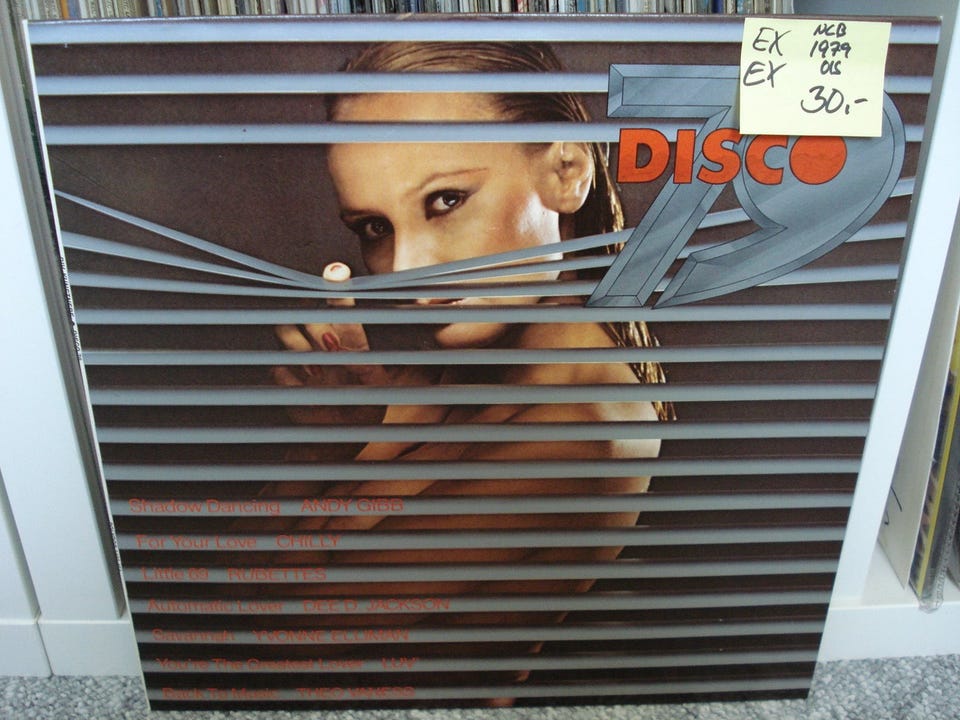 EX NCB
1979
EX OIS
30,-
79
DISCO
Shadow Dancing ANDY GIBB
For Your Love CHILLY
Little 69 RUBETTES
Automatic Lover DEE D. JACKSON
Savannah YVONNE ELLIMAN
You're The Greatest Lover LUV'
Back To Music THEO VANESS